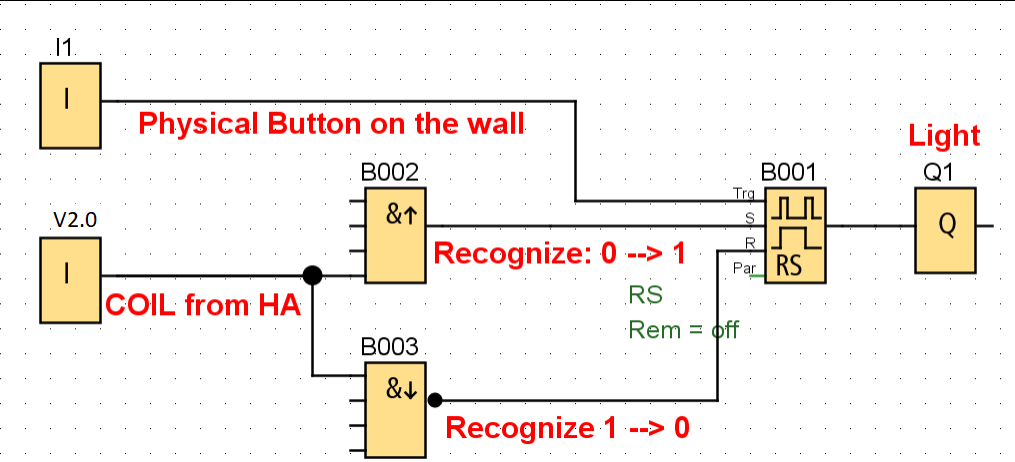 I1
I
Physical Button on the wall
Light
B002
B001
Q1
Trg
&↑
S
V2.0
Q
R
Recognize: 0 --> 1
I
Par
RS
COIL from HA
RS
Rem = off
B003
&↓
Recognize 1 --> 0